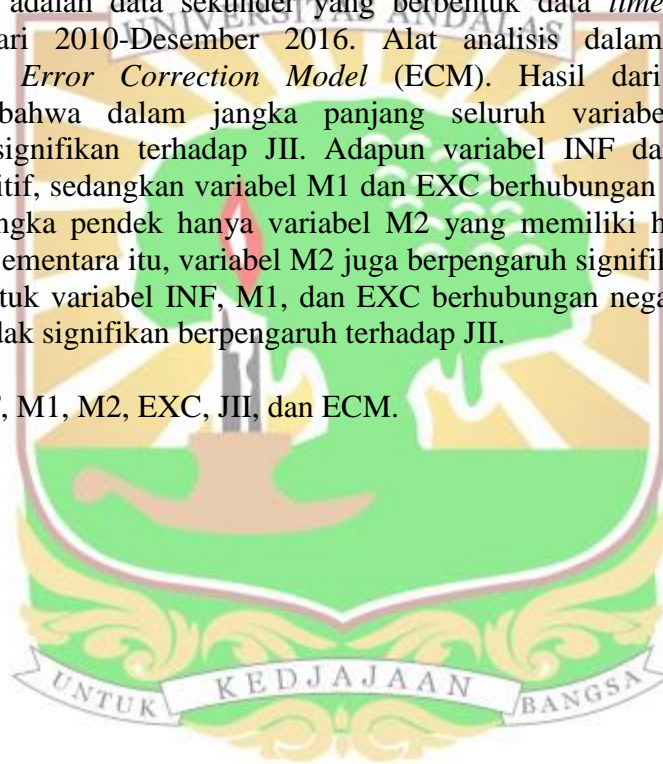 adalah data sekunder yang berbentuk data time
UNIVERSITAS ANDALAS
ari 2010-Desember 2016. Alat analisis dalam
Error Correction Model (ECM). Hasil dari
bahwa dalam jangka panjang seluruh variabe
signifikan terhadap JII. Adapun variabel INF da
itif, sedangkan variabel M1 dan EXC berhubungan
ngka pendek hanya variabel M2 yang memiliki h
ementara itu, variabel M2 juga berpengaruh signifik
tuk variabel INF, M1, dan EXC berhubungan nega
dak signifikan berpengaruh terhadap JII.
, M1, M2, EXC, JII, dan ECM.
UNTUK KEDJAJAAN BANGSA